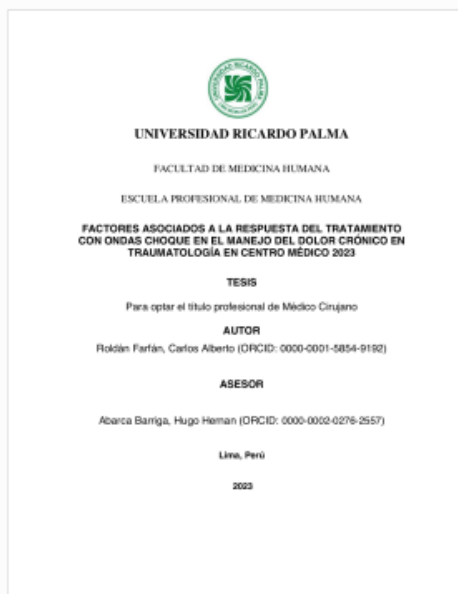 UNIVERSIDAD RICARDO PALMA
FACULTAD DE MEDICINA HUMANA
ESCUELA PROFESIONAL DE MEDICINA HUMANA
FACTORES ASOCIADOS A LA RESPUESTA DEL TRATAMIENTO
CON ONDAS CHOQUE EN EL MANEJO DEL DOLOR CRÓNICO EN
TRAUMATOLOGÍA EN CENTRO MÉDICO 2023
TESIS
Para optar el título profesional de Médico Cirujano
AUTOR
Roldán Farfán, Carlos Alberto (ORCID: 0000-0001-5854-9192)
ASESOR
Abarca Barriga, Hugo Hernan (ORCID: 0000-0002-0276-2557)
Lima, Perú
2023